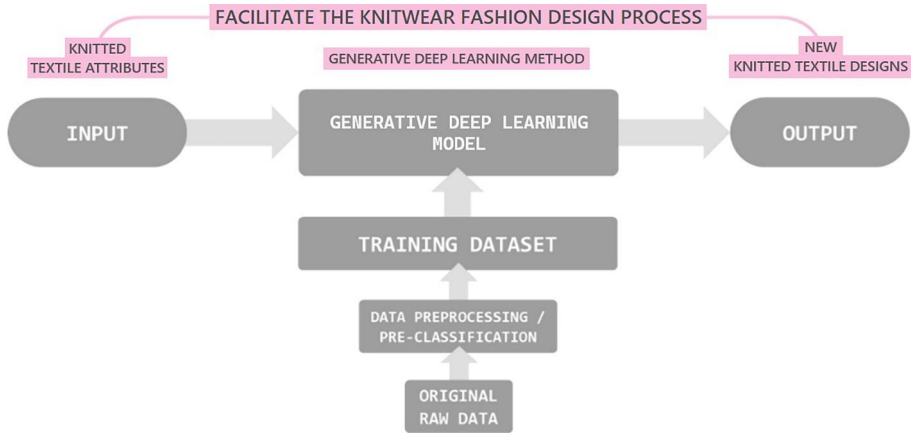 FACILITATE THE KNITWEAR FASHION DESIGN PROCESS
KNITTED
TEXTILE ATTRIBUTES
GENERATIVE DEEP LEARNING METHOD
NEW
KNITTED TEXTILE DESIGNS
INPUT
GENERATIVE DEEP LEARNING
MODEL
OUTPUT
TRAINING DATASET
DATA PREPROCESSING /
PRE-CLASSIFICATION
ORIGINAL
RAW DATA